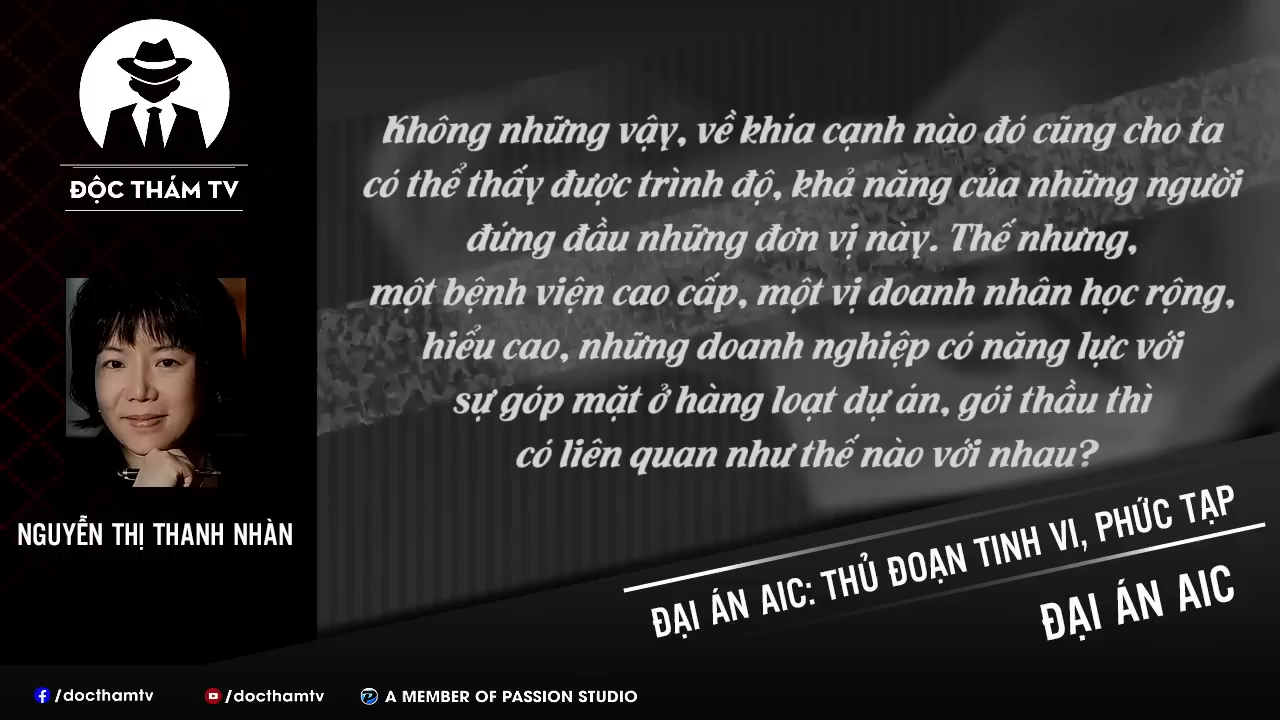 ĐỘC THÁM TV
NGUYỄN THỊ THANH NHÀN
Không những vậy, về khía cạnh nào đó cũng cho ta
có thể thấy được trình độ, khả năng của những người
đứng đầu những đơn vị này. Thế nhưng,
một bệnh viện cao cấp, một vị doanh nhân học rộng,
hiểu cao, những doanh nghiệp có năng lực với
sự góp mặt ở hàng loạt dự án, gói thầu thì
có liên quan như thế nào với nhau?
ĐẠI ÁN AIC: THỦ ĐOẠN TINH VI, PHỨC TẠP
ĐẠI ÁN AIC
/docthamtv
/docthamtv
A MEMBER OF PASSION STUDIO